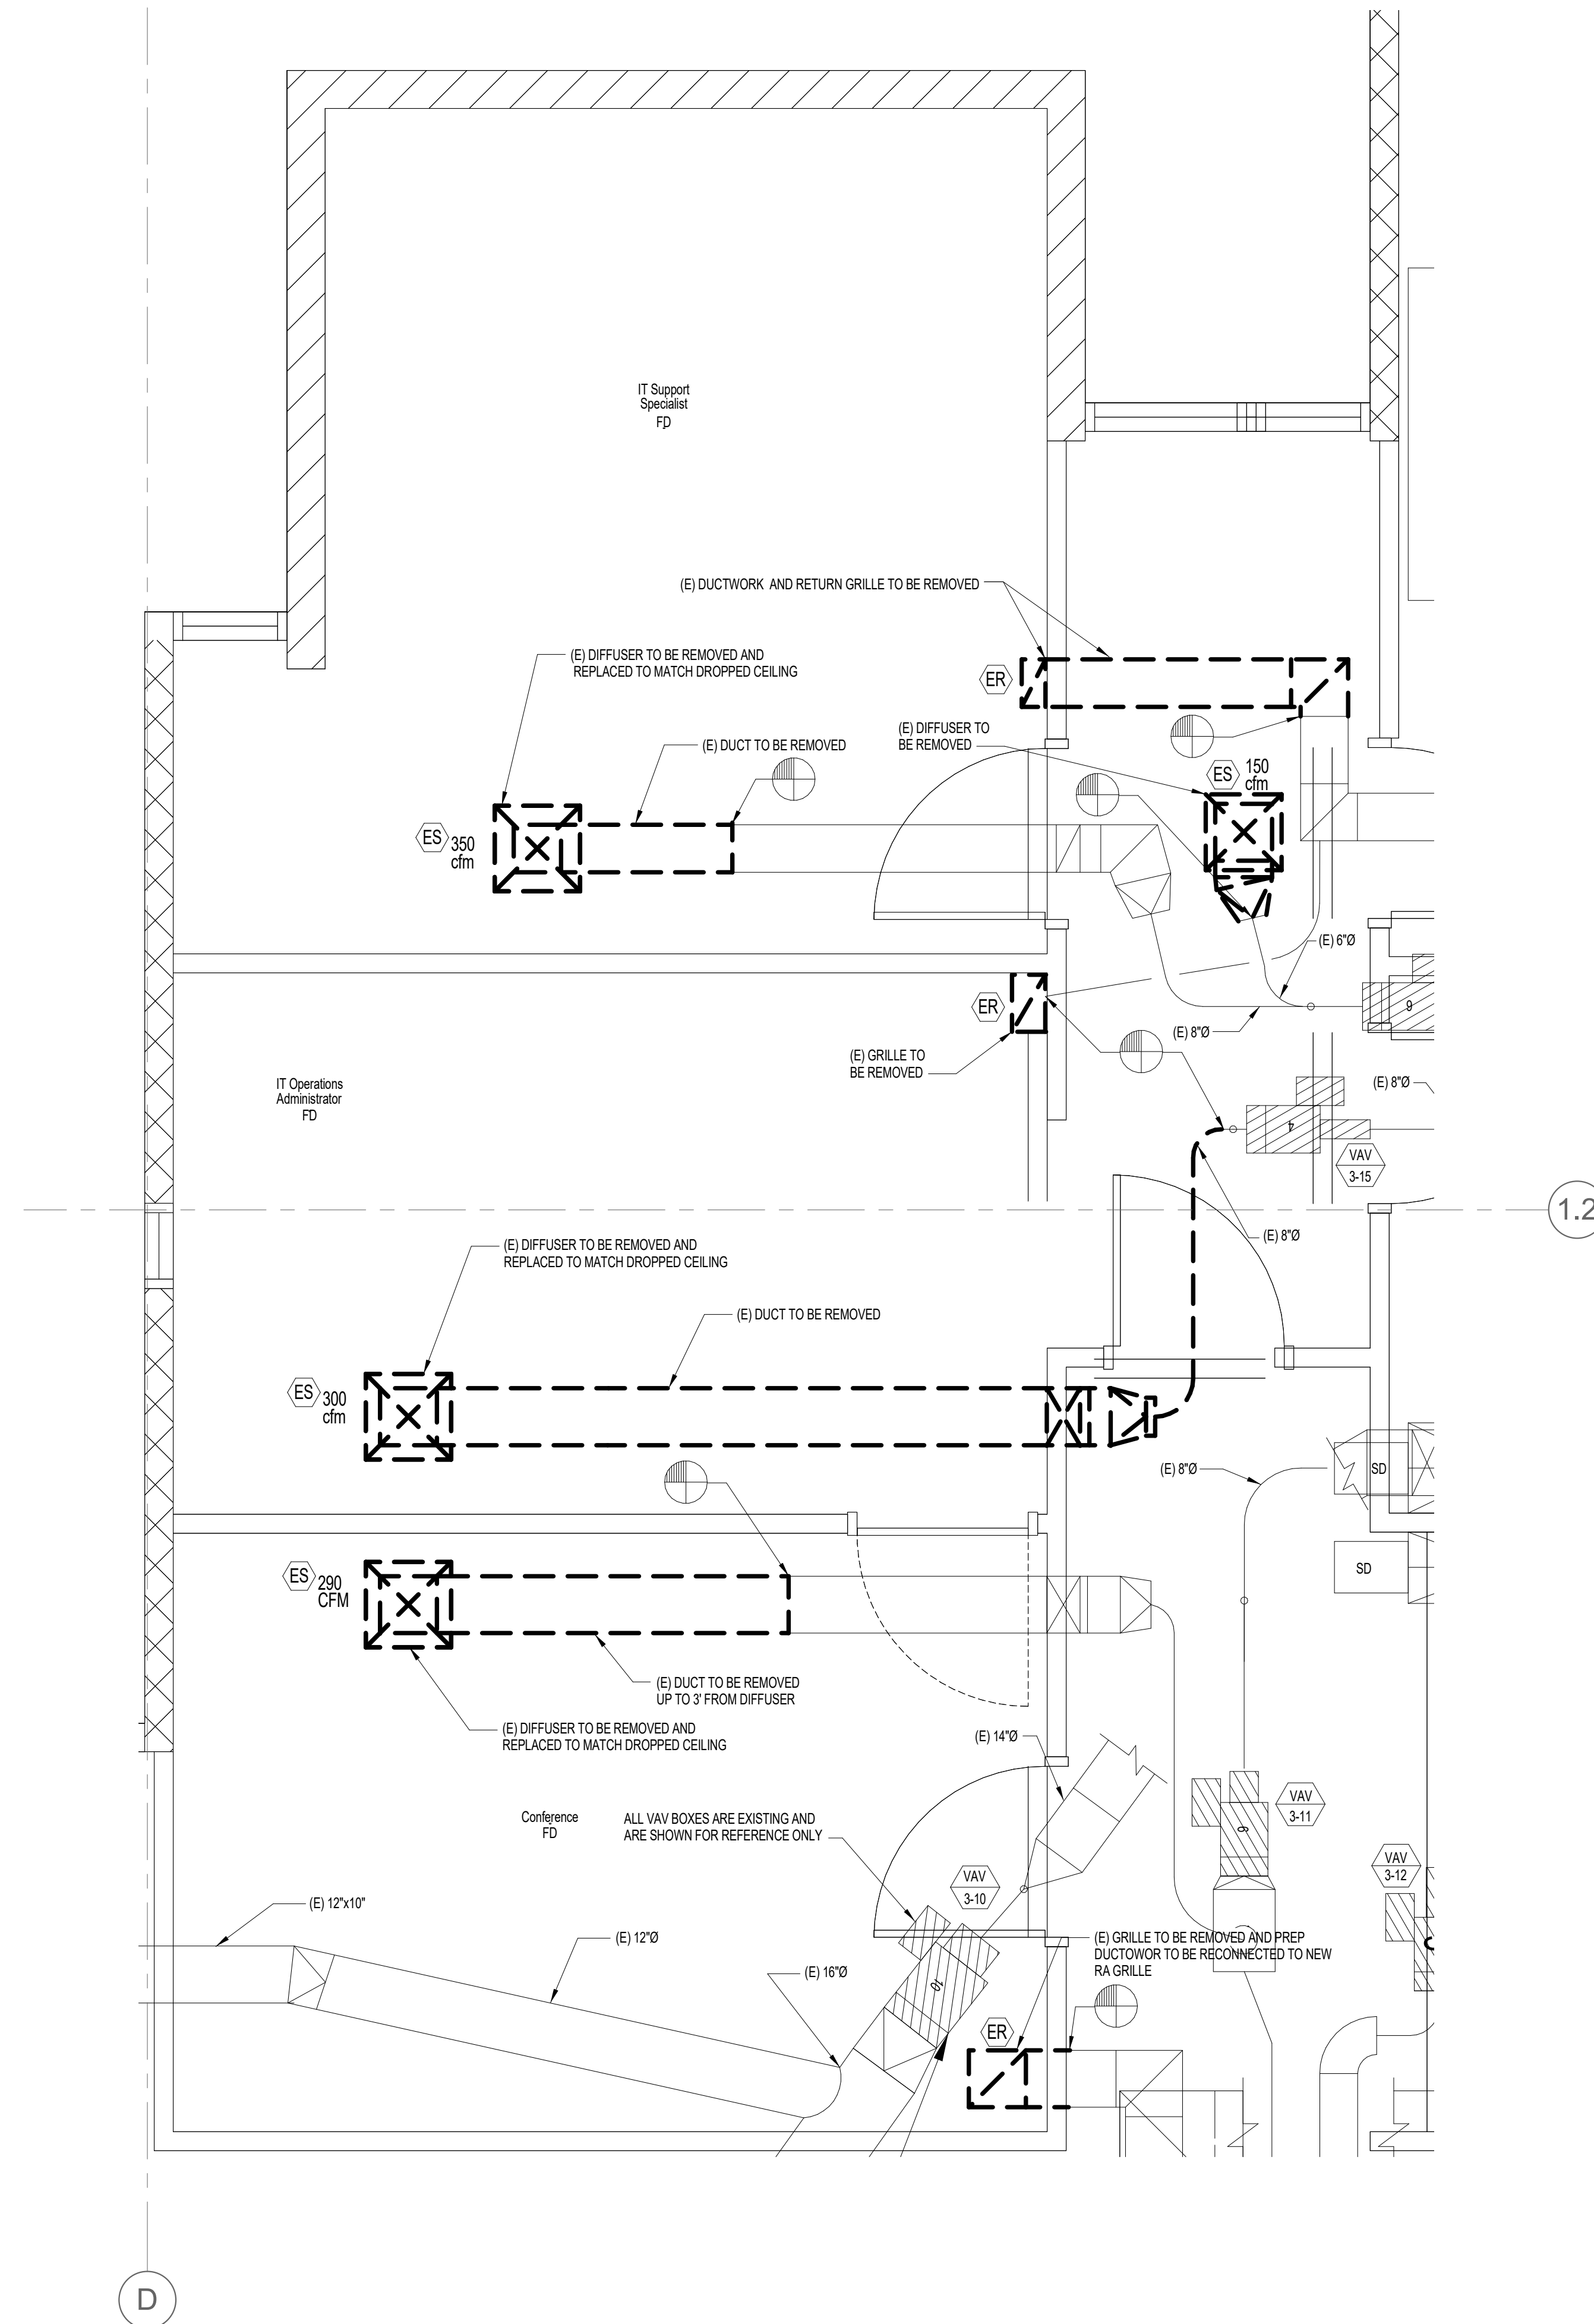 IT Support
Specialist
FD
(E) DUCTWORK AND RETURN GRILLE TO BE REMOVED
(E) DIFFUSER TO BE REMOVED AND
REPLACED TO MATCH DROPPED CEILING
ER
(E) DIFFUSER TO
BE REMOVED
(E) DUCT TO BE REMOVED
ES
150
cfm
ES
350
cfm
(E) 6"Ø
ER
6
(E) 8"Ø
(E) GRILLE TO
BE REMOVED
IT Operations
Administrator
FD
(E) 8"Ø
7
VAV
3-15
1.2
(E) 8"Ø
(E) DIFFUSER TO BE REMOVED AND
REPLACED TO MATCH DROPPED CEILING
(E) DUCT TO BE REMOVED
ES
300
cfm
(E) 8"Ø
SD
SD
ES
290
CFM
(E) DUCT TO BE REMOVED
UP TO 3' FROM DIFFUSER
(E) DIFFUSER TO BE REMOVED AND
REPLACED TO MATCH DROPPED CEILING
(E) 14"Ø
Conference
FD
ALL VAV BOXES ARE EXISTING AND
ARE SHOWN FOR REFERENCE ONLY
VAV
3-11
VAV
3-10
VAV
3-12
(E) 12"x10"
(E) 12"Ø
(E) 16"Ø
10
(E) GRILLE TO BE REMOVED AND PREP
DUCTOWOR TO BE RECONNECTED TO NEW
RA GRILLE
ER
D